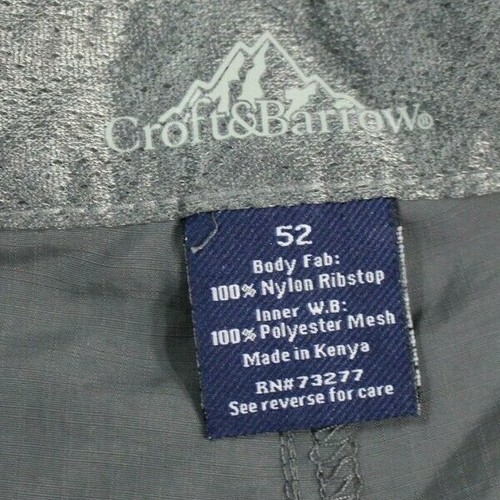 Croft&Barrow®
52
Body Fab:
100% Nylon Ribstop
Inner W.B:
100% Polyester Mesh
Made in Kenya
RN#73277
See reverse for care